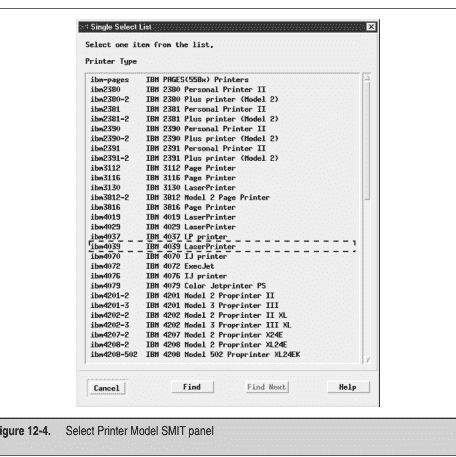 Single Select List
Select one item from the list.
Printer Type
ibm-pages IBM PAGES(558x) Printers
ibm2380 IBM 2380 Personal Printer II
ibm2380-2 IBM 2380 Plus printer (Model 2)
ibm2381 IBM 2381 Personal Printer II
ibm2381-2 IBM 2381 Plus printer (Model 2)
ibm2390 IBM 2390 Personal Printer II
ibm2390-2 IBM 2390 Plus printer (Model 2)
ibm2391 IBM 2391 Personal Printer II
ibm2391-2 IBM 2391 Plus printer (Model 2)
ibm3112 IBM 3112 Page Printer
ibm3116 IBM 3116 Page Printer
ibm3130 IBM 3130 LaserPrinter
ibm3812-2 IBM 3812 Model 2 Page Printer
ibm3816 IBM 3816 Page Printer
ibm4019 IBM 4019 LaserPrinter
ibm4029 IBM 4029 LaserPrinter
ibm4037 IBM 4037 LP printer
ibm4039 IBM 4039 LaserPrinter
ibm4070 IBM 4070 IJ printer
ibm4072 IBM 4072 ExecJet
ibm4076 IBM 4076 IJ printer
ibm4079 IBM 4079 Color Jetprinter PS
ibm4201-2 IBM 4201 Model 2 Proprinter II
ibm4201-3 IBM 4201 Model 3 Proprinter III
ibm4202-2 IBM 4202 Model 2 Proprinter II XL
ibm4202-3 IBM 4202 Model 3 Proprinter III XL
ibm4207-2 IBM 4207 Model 2 Proprinter X24E
ibm4208-2 IBM 4208 Model 2 Proprinter XL24E
ibm4208-502 IBM 4208 Model 502 Proprinter XL24EK
Cancel Find Find Next Help
igure 12-4. Select Printer Model SMIT panel